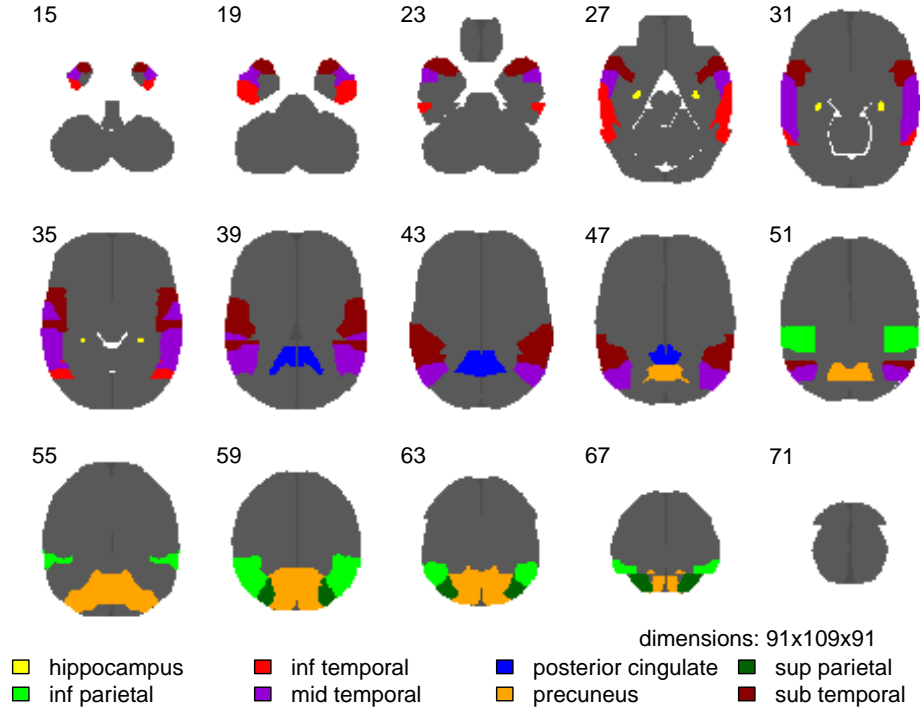 15 19 23 27 31
35 39 43 47 51
55 59 63 67 71
dimensions: 91x109x91
hippocampus inf temporal posterior cingulate sup parietal
inf parietal mid temporal precuneus sub temporal